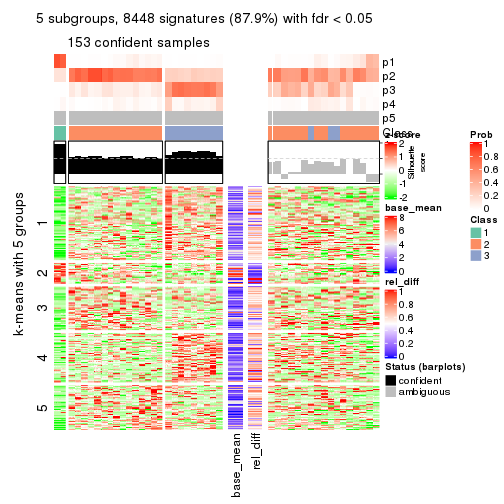 5 subgroups, 8448 signatures (87.9%) with fdr < 0.05
153 confident samples
p1
p2
p3
p4
p5
Class
k-means with 5 groups
1
2
3
4
5
base_mean
rel_diff
z-score
2
1
0
-1
-2
Silhouette
score
base_mean
8
6
4
2
0
rel_diff
1
0.8
0.6
0.4
0.2
0
Status (barplots)
confident
ambiguous
Prob
1
0.8
0.6
0.4
0.2
0
Class
1
2
3